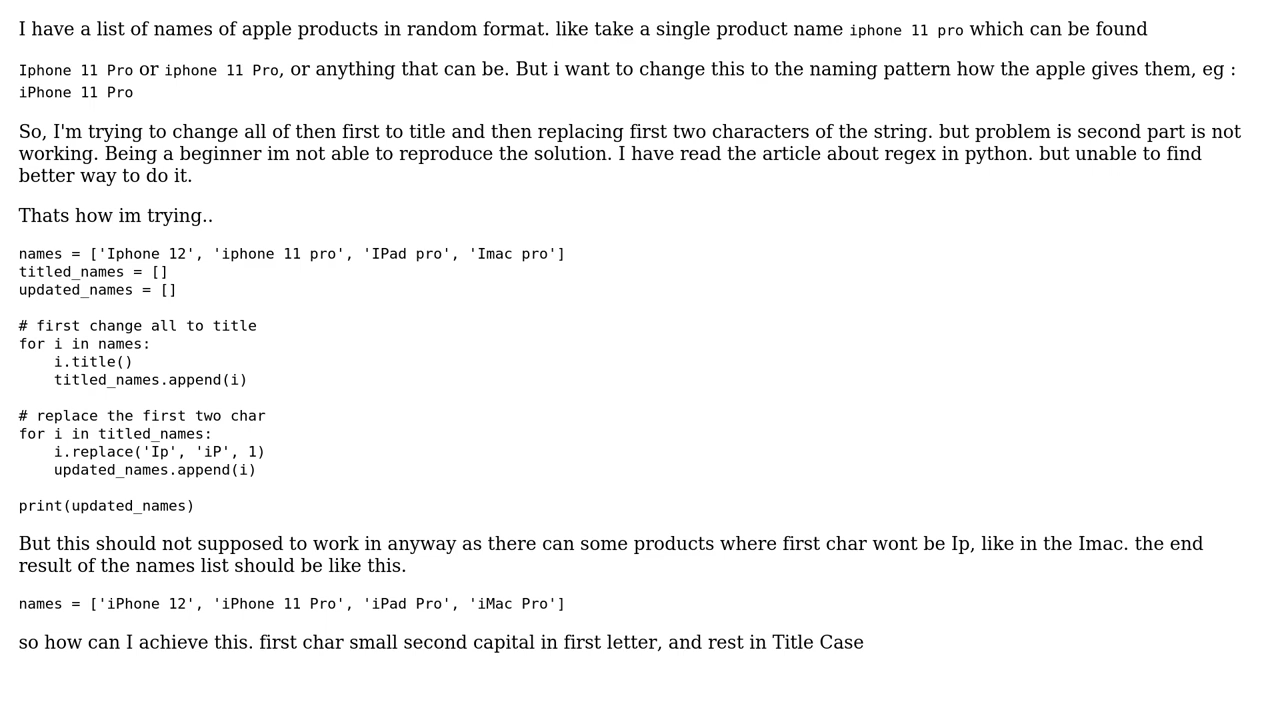 I have a list of names of apple products in random format. like take a single product name iphone 11 pro which can be found
Iphone 11 Pro or iphone 11 Pro, or anything that can be. But i want to change this to the naming pattern how the apple gives them, eg :
iPhone 11 Pro
So, I'm trying to change all of then first to title and then replacing first two characters of the string. but problem is second part is not
working. Being a beginner im not able to reproduce the solution. I have read the article about regex in python. but unable to find
better way to do it.
Thats how im trying..
names = ['Iphone 12', 'iphone 11 pro', 'IPad pro', 'Imac pro']
titled_names = []
updated_names = []
# first change all to title
for i in names:
    i.title()
    titled_names.append(i)
# replace the first two char
for i in titled_names:
    i.replace('Ip', 'iP', 1)
    updated_names.append(i)
print(updated_names)
But this should not supposed to work in anyway as there can some products where first char wont be Ip, like in the Imac. the end
result of the names list should be like this.
names = ['iPhone 12', 'iPhone 11 Pro', 'iPad Pro', 'iMac Pro']
so how can I achieve this. first char small second capital in first letter, and rest in Title Case